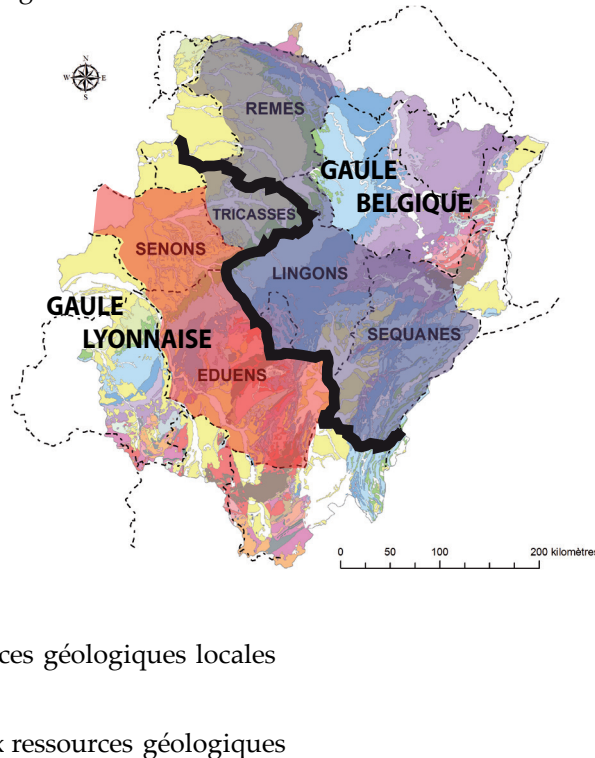 N
W E
S
REMES
GAULE
BELGIQUE
TRICASSES
SENONS
LINGONS
GAULE
LYONNAISE
SEQUANES
EDUENS
0 50 100 200 kilomètres
ces géologiques locales
ressources géologiques